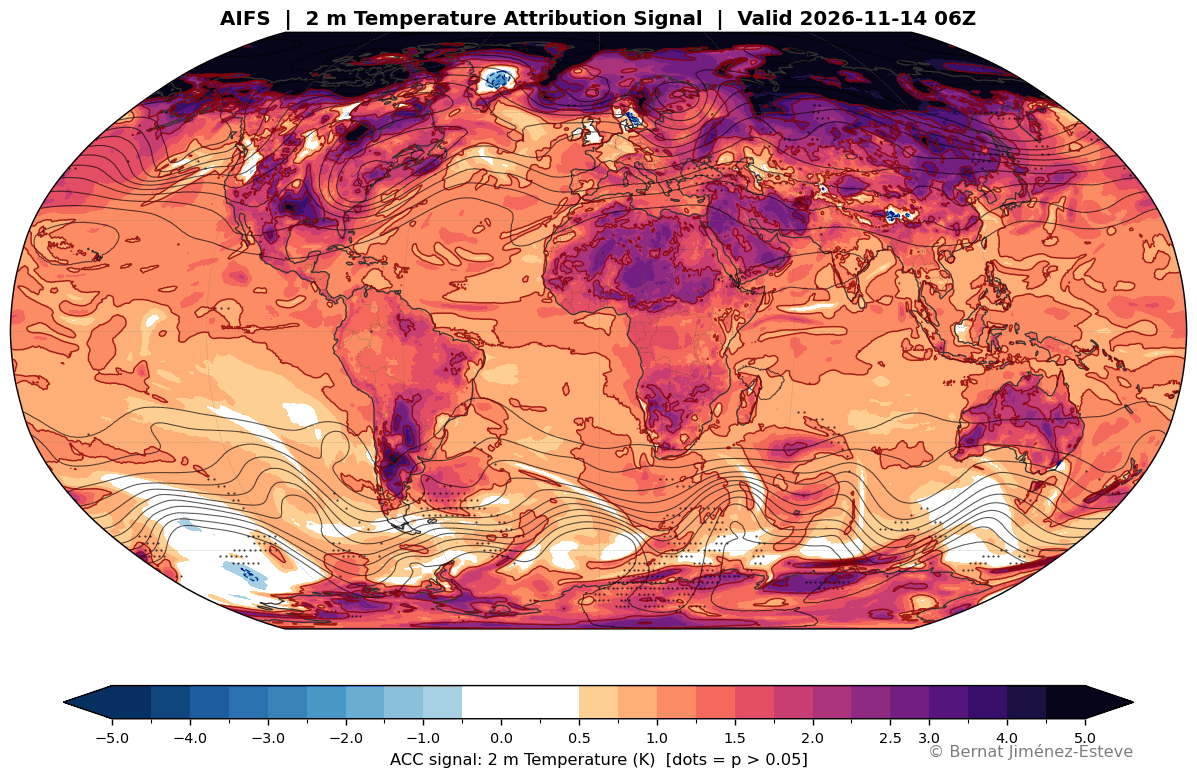 AIFS | 2 m Temperature Attribution Signal | Valid 2026-11-14 06Z
−5.0 −4.0 −3.0 −2.0 −1.0 0.0 0.5 1.0 1.5 2.0 2.5 3.0 4.0 5.0
© Bernat Jiménez-Esteve
ACC signal: 2 m Temperature (K) [dots = p > 0.05]